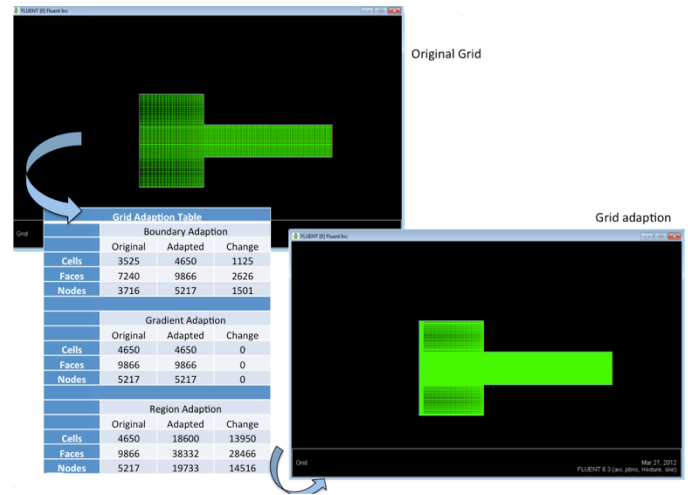 FLUENT [0] Fluent Inc
Original Grid
Grid
Grid Adaption Table
Boundary Adaption
Original Adapted Change
Cells 3525 4650 1125
Faces 7240 9866 2626
Nodes 3716 5217 1501
Gradient Adaption
Original Adapted Change
Cells 4650 4650 0
Faces 9866 9866 0
Nodes 5217 5217 0
Region Adaption
Original Adapted Change
Cells 4650 18600 13950
Faces 9866 38332 28466
Nodes 5217 19733 14516
Grid adaption
FLUENT [0] Fluent Inc
Grid
Mar 27, 2012
FLUENT 6.3 (axi, pbns, mixture, ske)